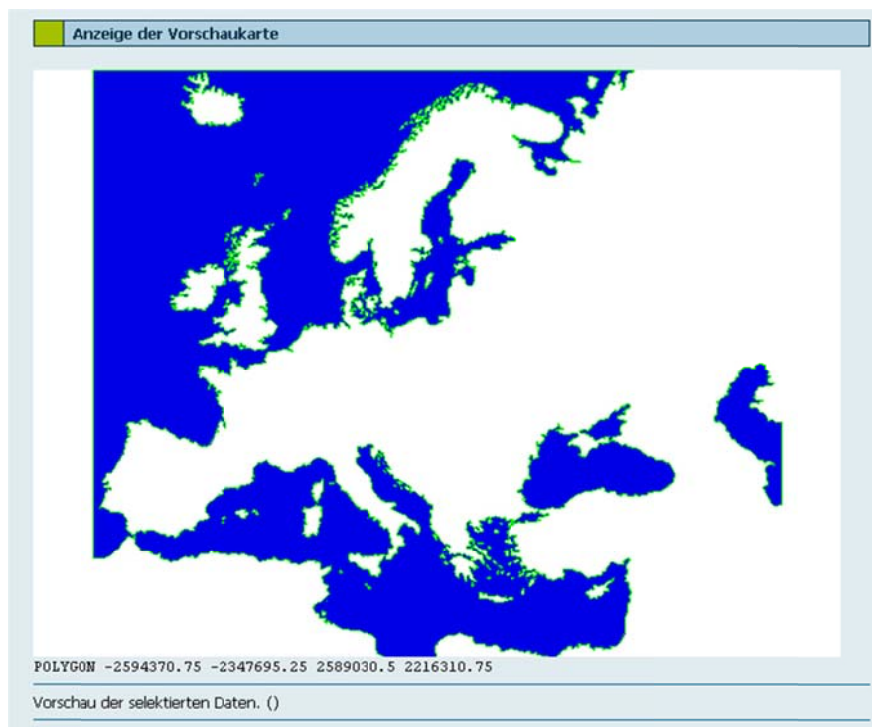 Anzeige der Vorschaukarte
POLYGON -2594370.75 -2347695.25 2589030.5 2216310.75
Vorschau der selektierten Daten. ()